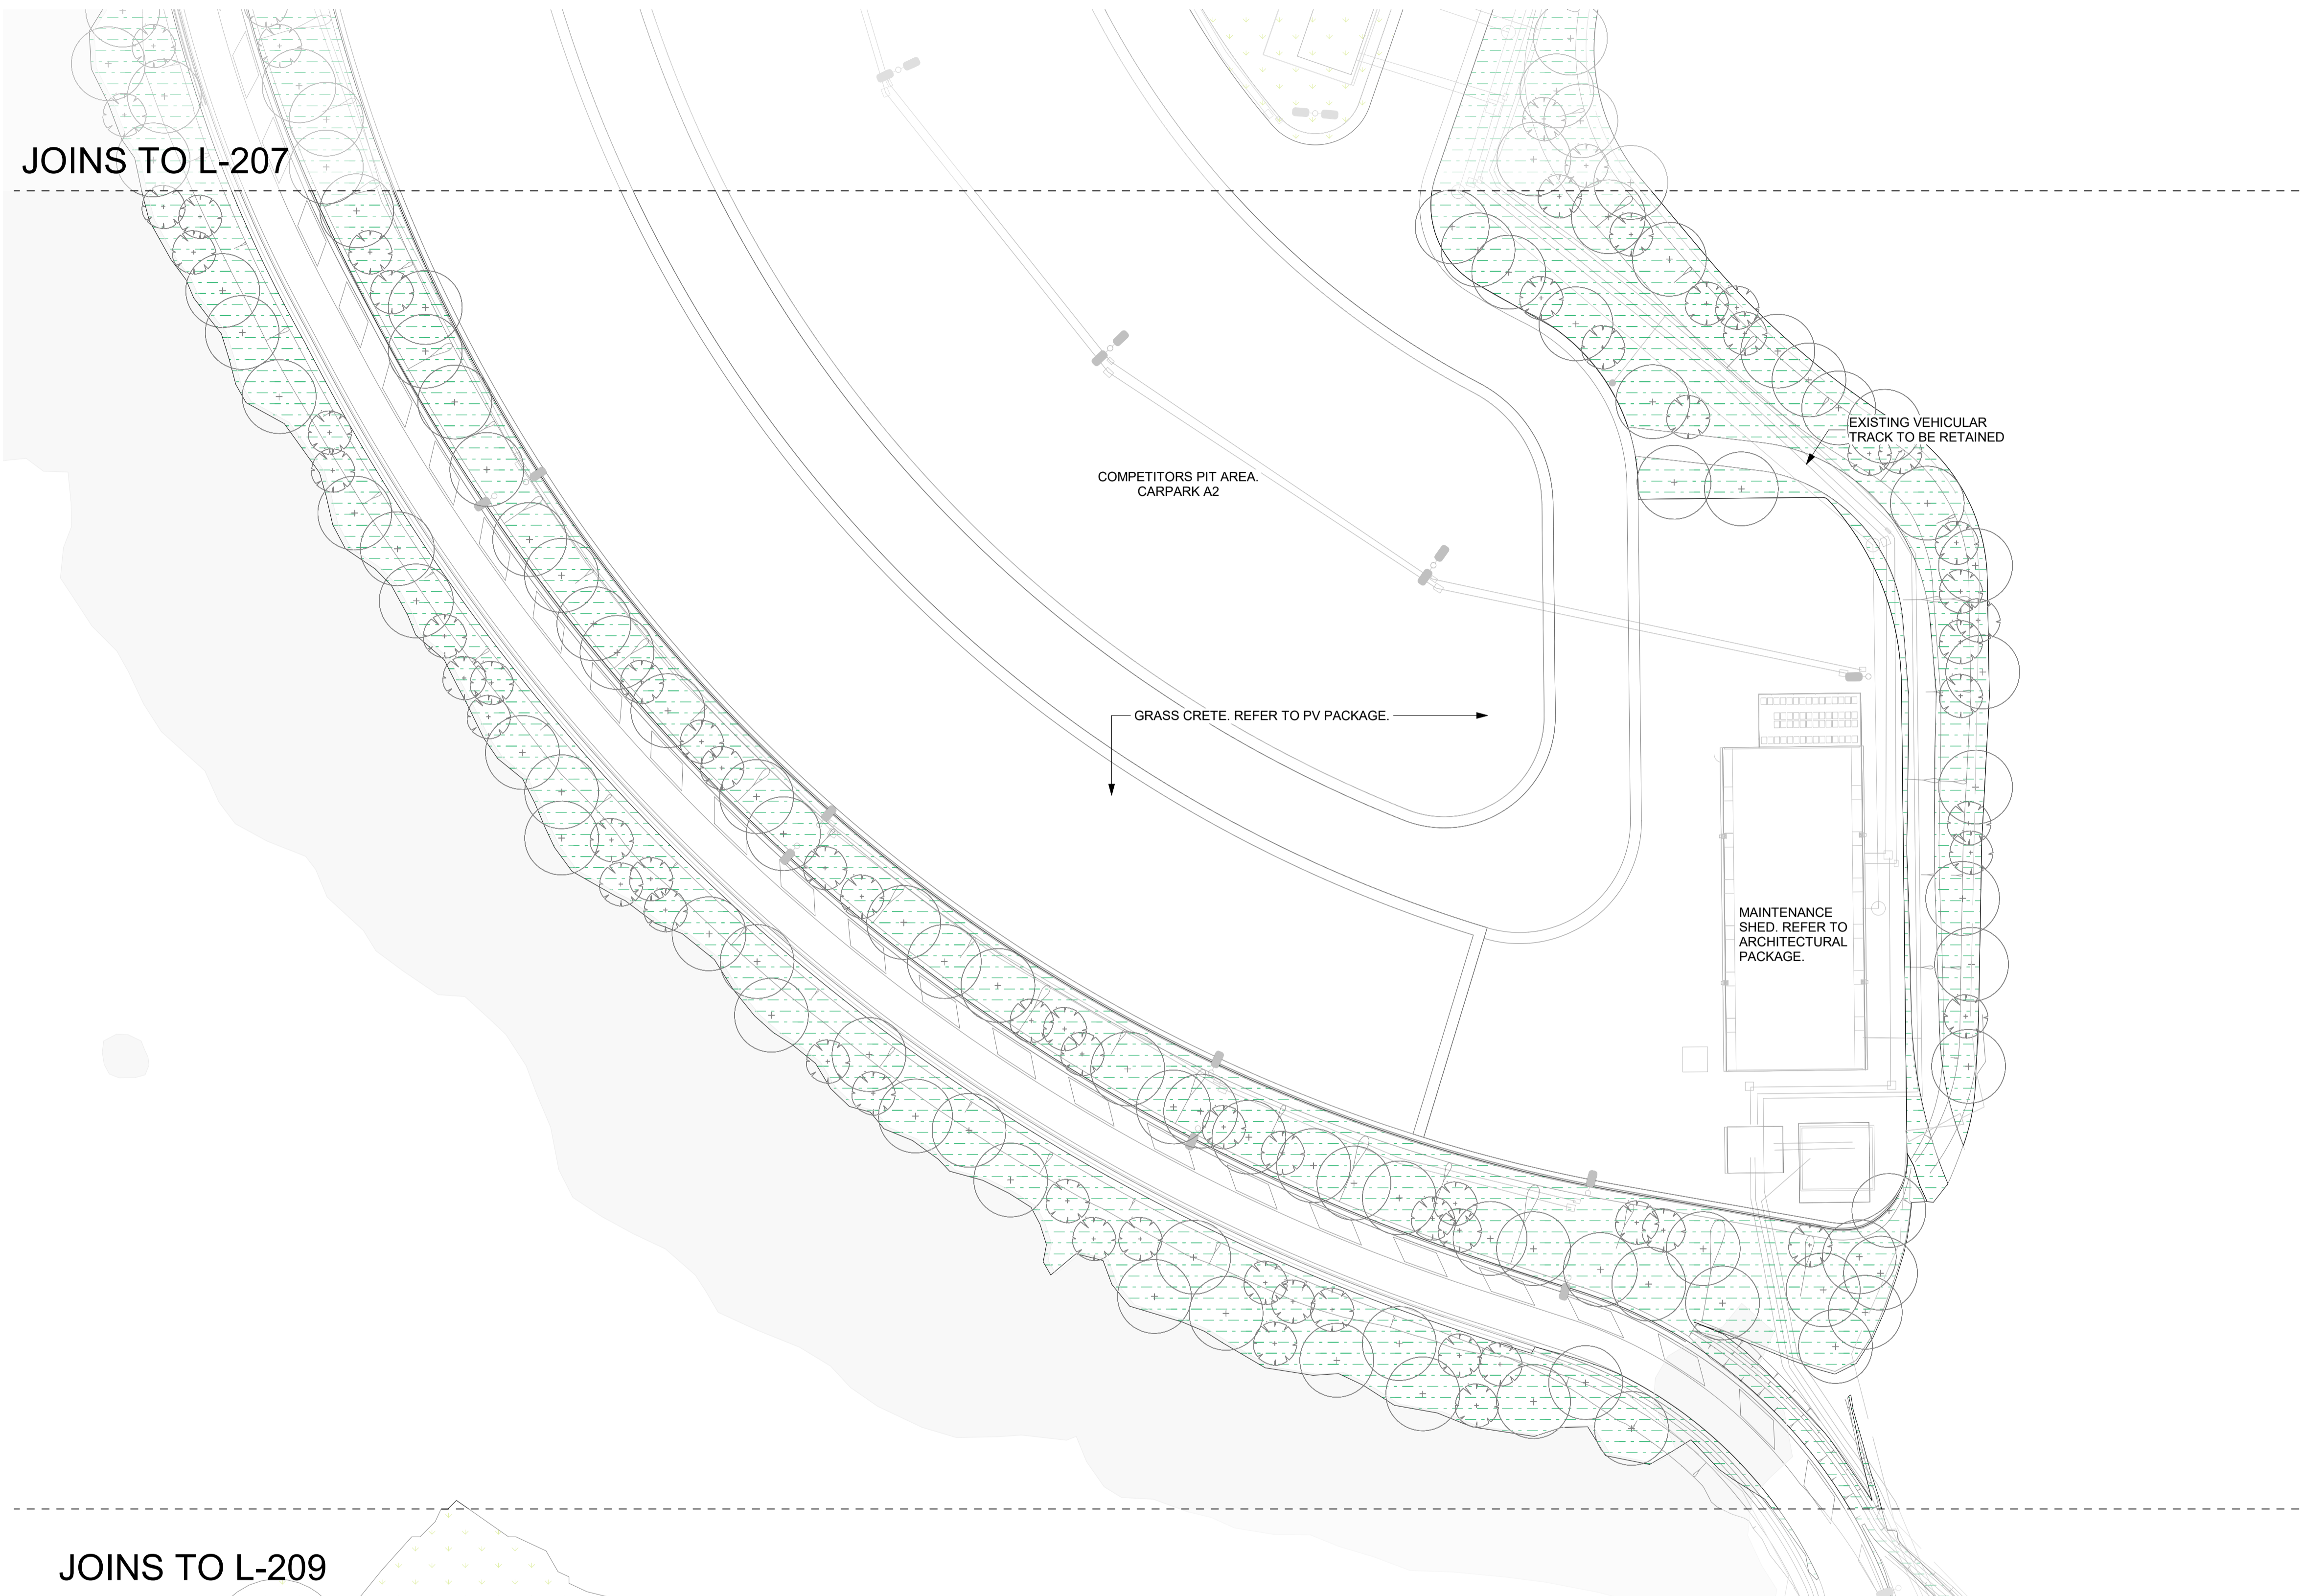 JOINS TO L-207
EXISTING VEHICULAR
TRACK TO BE RETAINED
COMPETITORS PIT AREA.
CARPARK A2
GRASS CRETE. REFER TO PV PACKAGE.
MAINTENANCE
SHED. REFER TO
ARCHITECTURAL
PACKAGE.
JOINS TO L-209